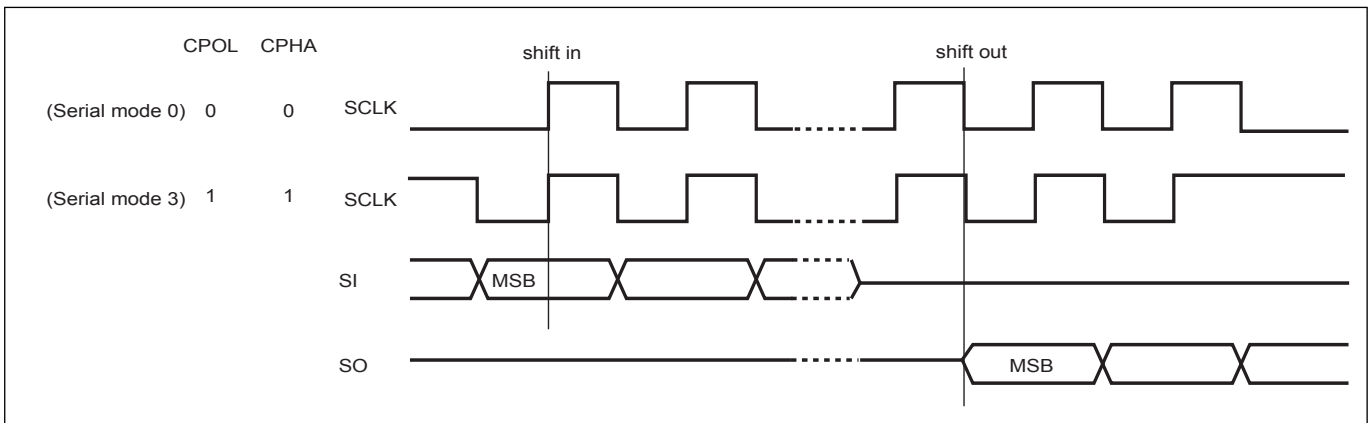 CPOL CPHA shift in shift out
(Serial mode 0) 0 0 SCLK
(Serial mode 3) 1 1 SCLK
SI MSB
SO MSB